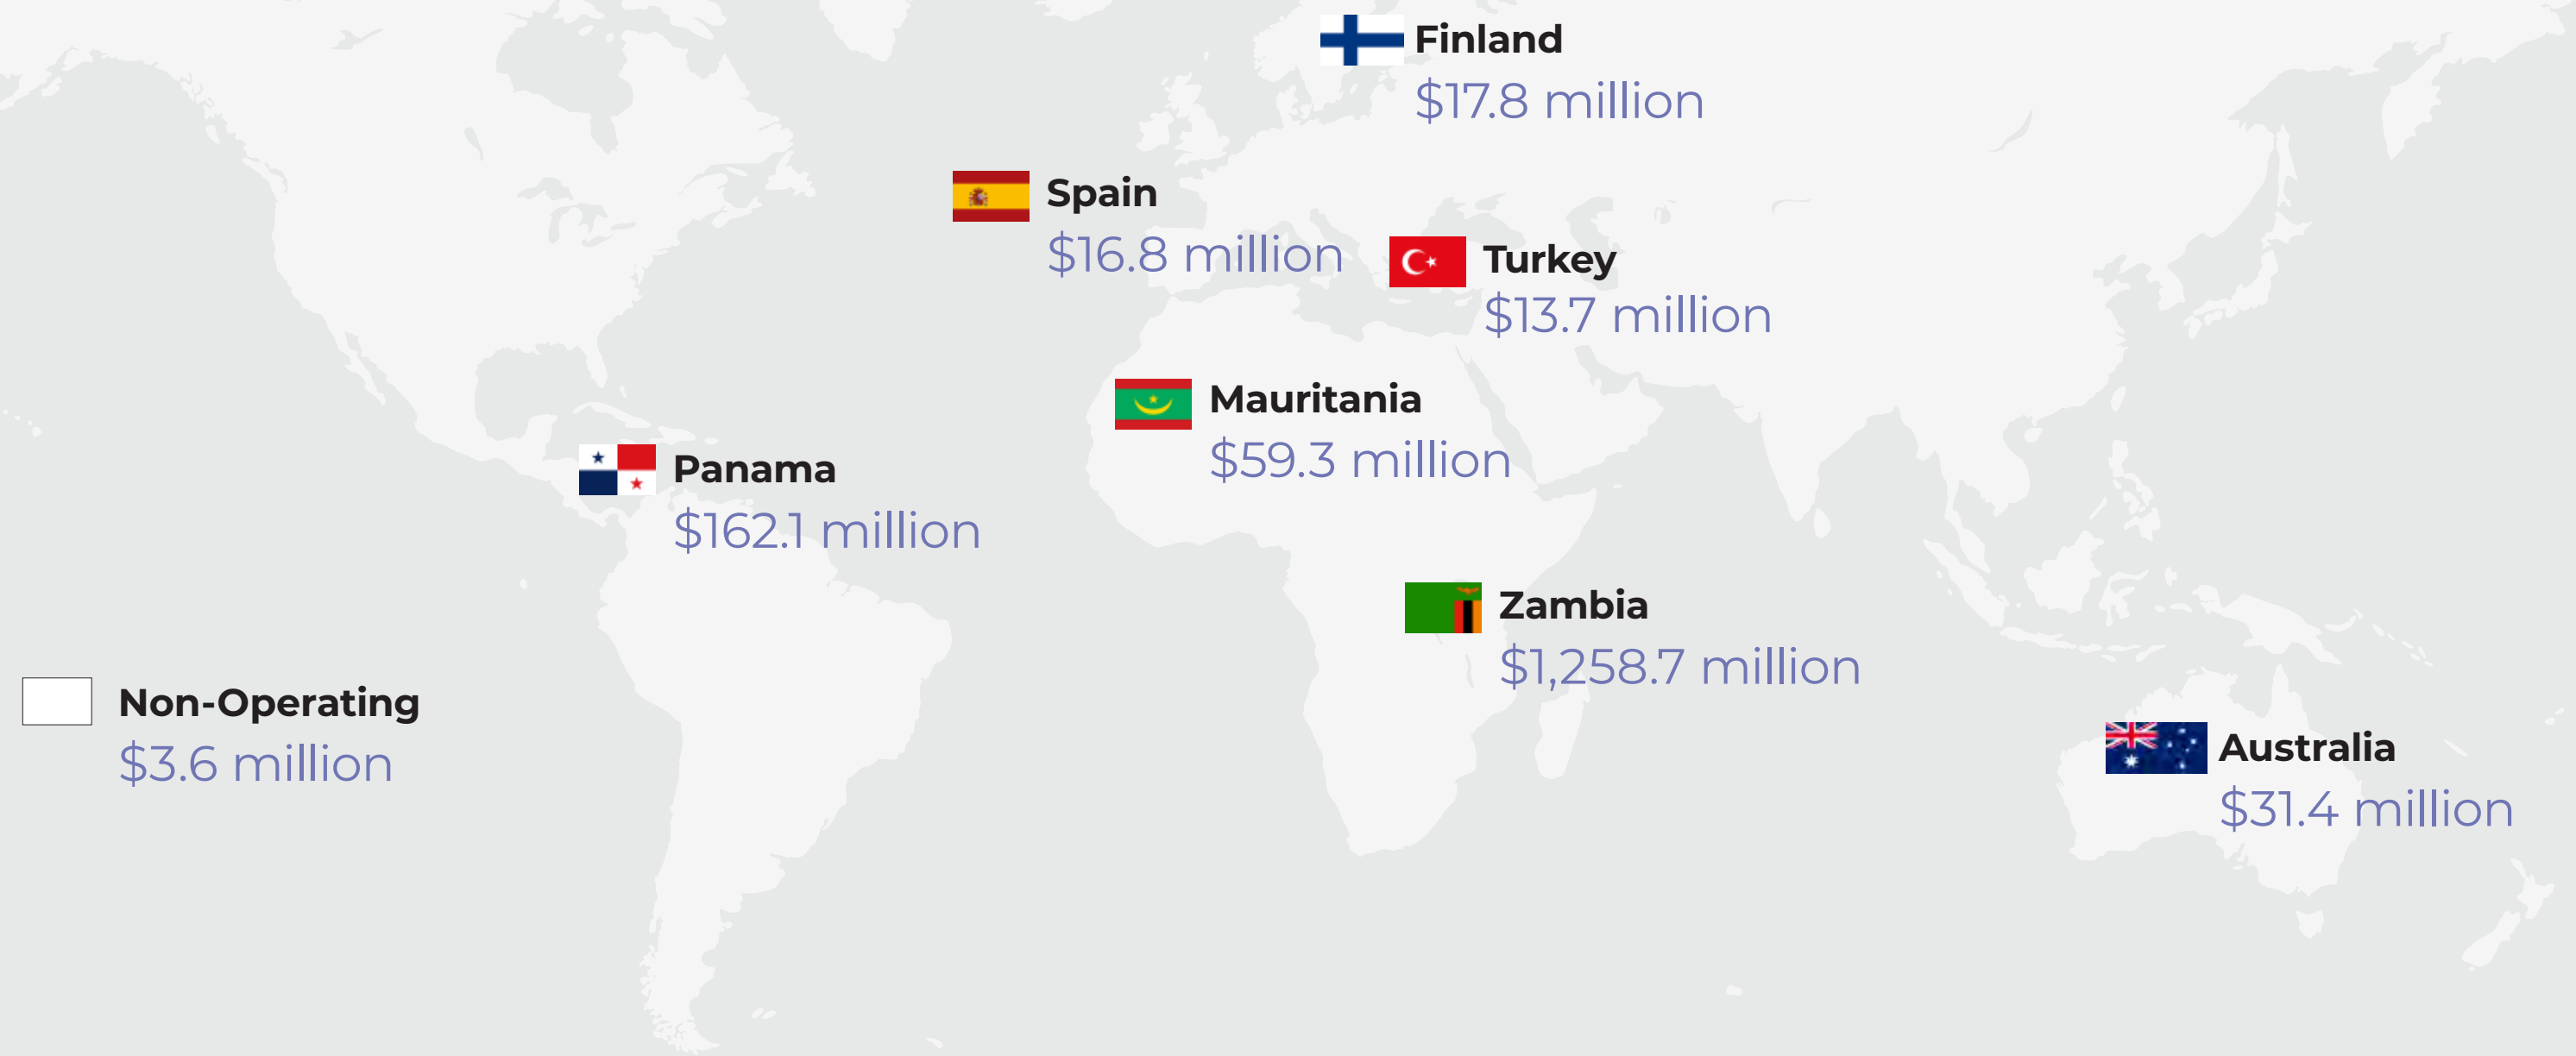 Finland
$17.8 million
Spain
$16.8 million
Turkey
$13.7 million
Mauritania
$59.3 million
Panama
$162.1 million
Zambia
$1,258.7 million
Non-Operating
$3.6 million
Australia
$31.4 million